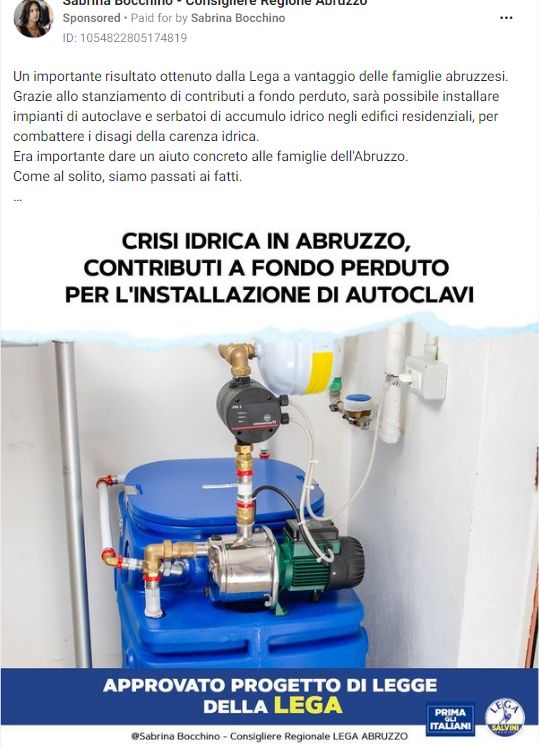 Sabrina Bocchino - Consigliere Regione Abruzzo
Sponsored • Paid for by Sabrina Bocchino
ID: 1054822805174819
Un importante risultato ottenuto dalla Lega a vantaggio delle famiglie abruzzesi.
Grazie allo stanziamento di contributi a fondo perduto, sarà possibile installare
impianti di autoclave e serbatoi di accumulo idrico negli edifici residenziali, per
combattere i disagi della carenza idrica.
Era importante dare un aiuto concreto alle famiglie dell'Abruzzo.
Come al solito, siamo passati ai fatti.
...
CRISI IDRICA IN ABRUZZO,
CONTRIBUTI A FONDO PERDUTO
PER L'INSTALLAZIONE DI AUTOCLAVI
APPROVATO PROGETTO DI LEGGE
DELLA LEGA
PRIMA
GLI
ITALIANI
LEGA
SALVINI
@Sabrina Bocchino - Consigliere Regionale LEGA ABRUZZO